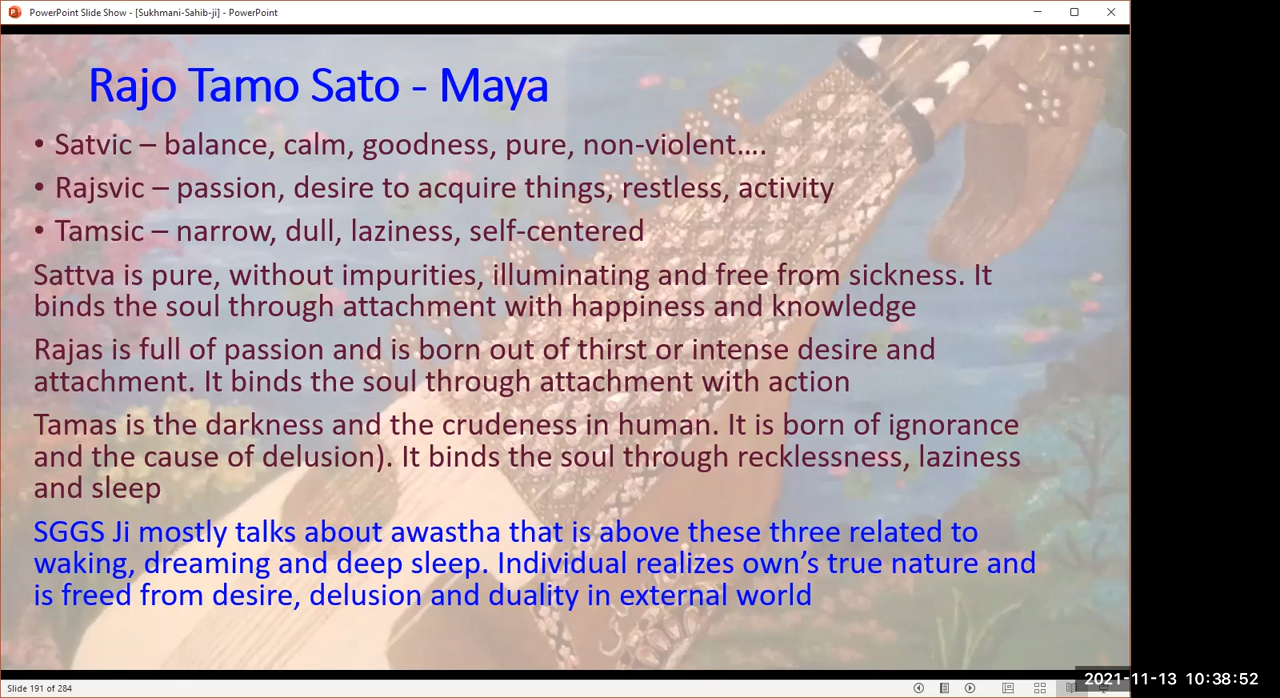 PowerPoint Slide Show - [Sukhmani-Sahib-ji] - PowerPoint
Rajo Tamo Sato - Maya
• Satvic – balance, calm, goodness, pure, non-violent….
• Rajsvic – passion, desire to acquire things, restless, activity
• Tamsic – narrow, dull, laziness, self-centered
Sattva is pure, without impurities, illuminating and free from sickness. It
binds the soul through attachment with happiness and knowledge
Rajas is full of passion and is born out of thirst or intense desire and
attachment. It binds the soul through attachment with action
Tamas is the darkness and the crudeness in human. It is born of ignorance
and the cause of delusion). It binds the soul through recklessness, laziness
and sleep
SGGS Ji mostly talks about awastha that is above these three related to
waking, dreaming and deep sleep. Individual realizes own’s true nature and
is freed from desire, delusion and duality in external world
Slide 191 of 284
2021-11-13 10:38:52